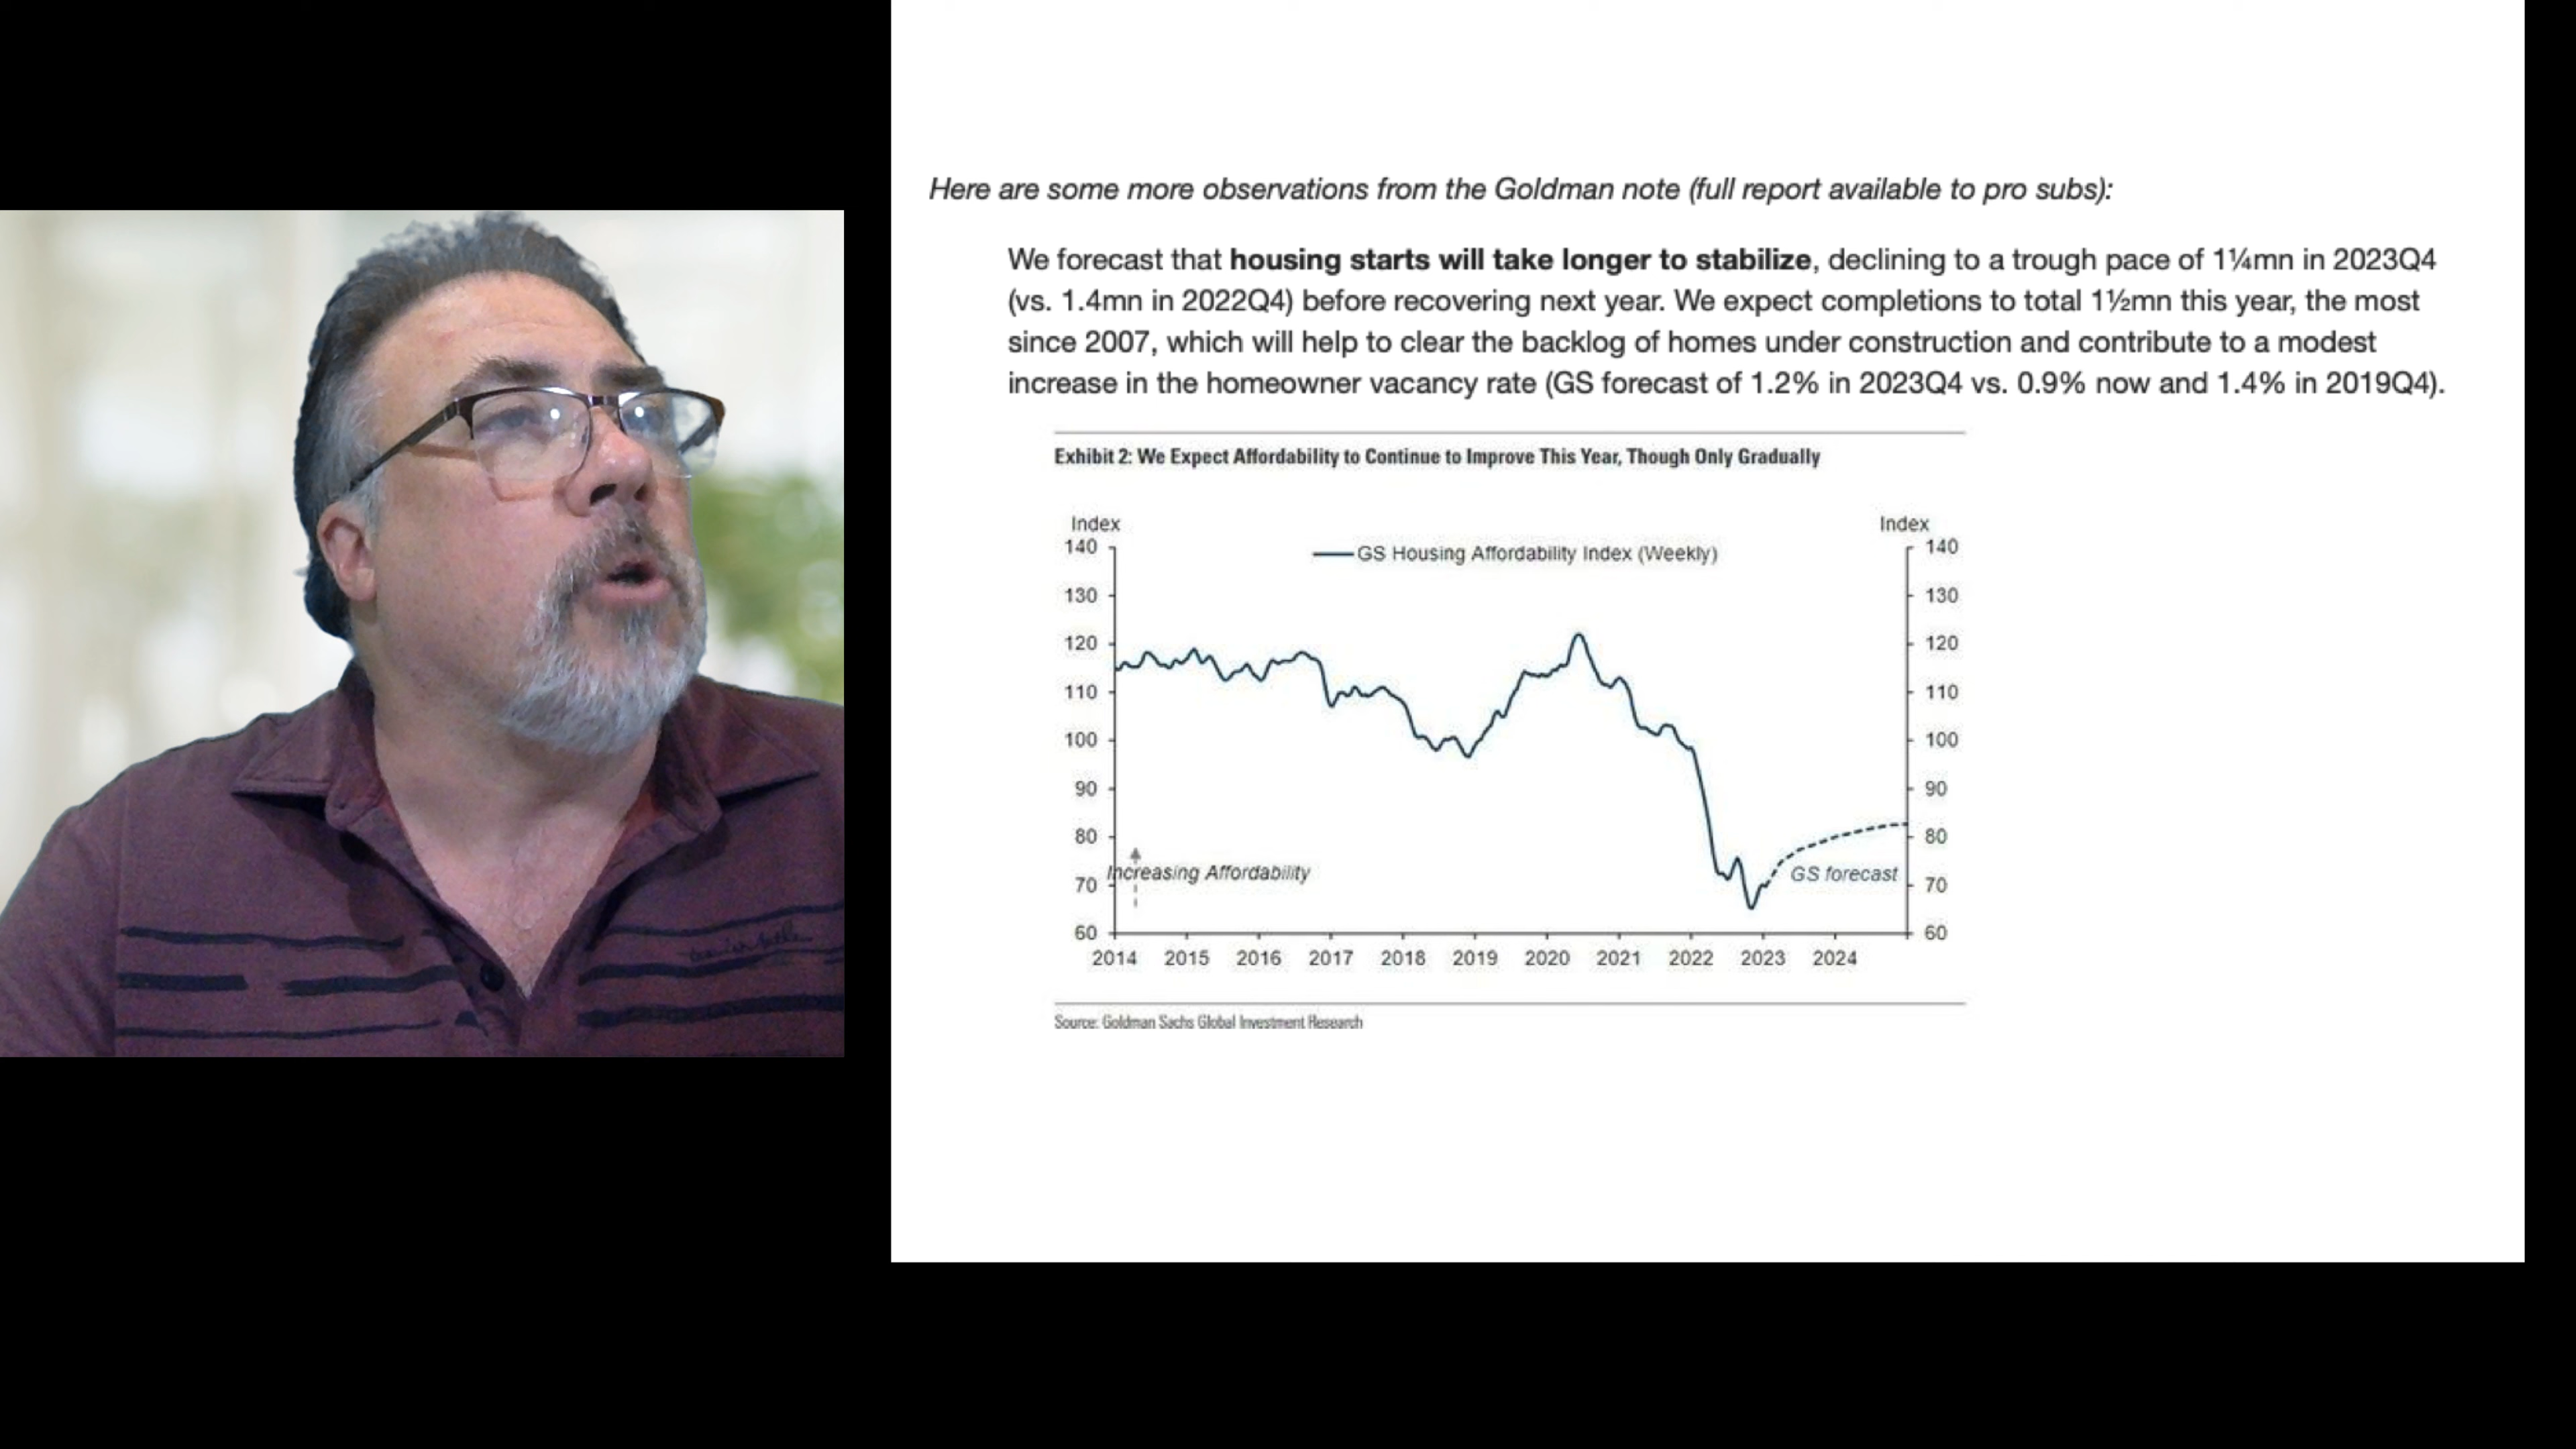 Here are some more observations from the Goldman note (full report available to pro subs):
We forecast that housing starts will take longer to stabilize, declining to a trough pace of 1¼mn in 2023Q4
(vs. 1.4mn in 2022Q4) before recovering next year. We expect completions to total 1½mn this year, the most
since 2007, which will help to clear the backlog of homes under construction and contribute to a modest
increase in the homeowner vacancy rate (GS forecast of 1.2% in 2023Q4 vs. 0.9% now and 1.4% in 2019Q4).
Exhibit 2: We Expect Affordability to Continue to Improve This Year, Though Only Gradually
Index Index
140 GS Housing Affordability Index (Weekly) 140
130 130
120 120
110 110
100 100
90 90
80 80
Increasing Affordability GS forecast
70 70
60 60
2014 2015 2016 2017 2018 2019 2020 2021 2022 2023 2024
Source: Goldman Sachs Global Investment Research